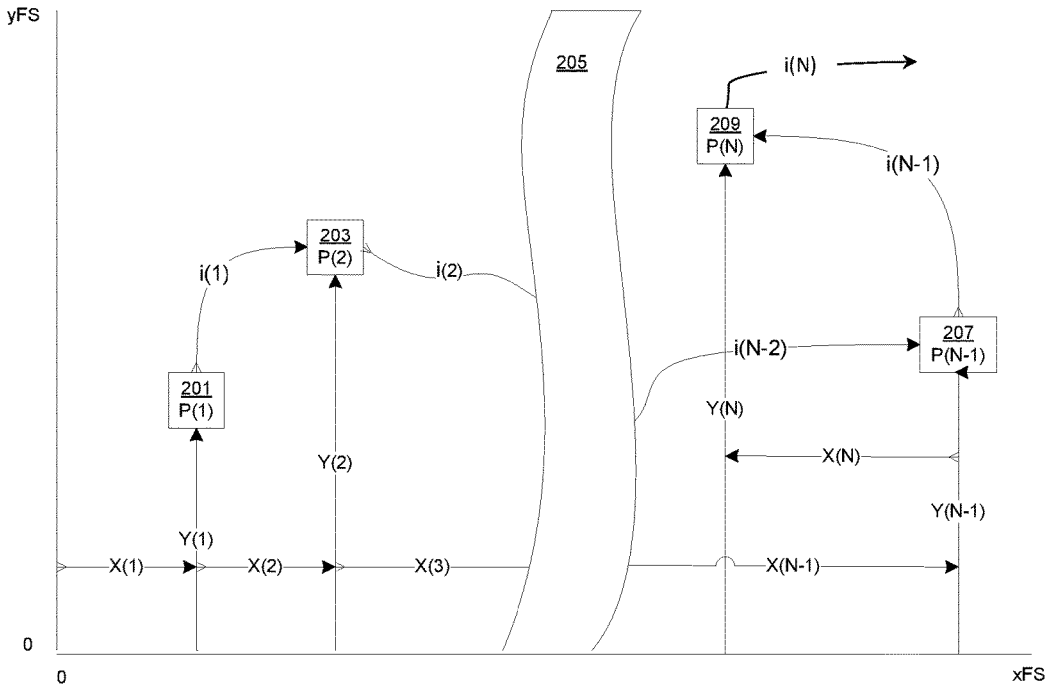 yFS
205
i(N)
209
P(N)
i(N-1)
203
P(2)
i(1)
i(2)
207
P(N-1)
i(N-2)
201
P(1)
Y(N)
Y(2)
X(N)
Y(N-1)
Y(1)
X(1)
X(2)
X(3)
X(N-1)
0
0
xFS